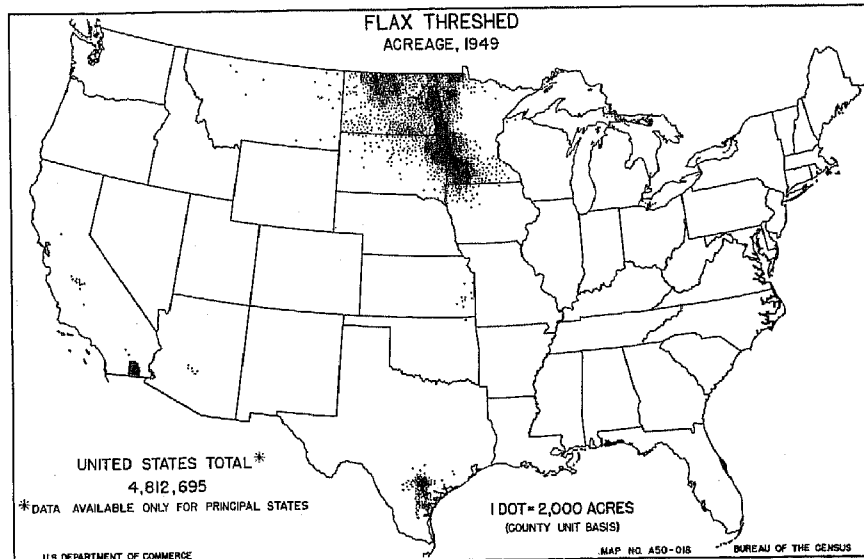 FLAX THRESHED
ACREAGE, 1949
UNITED STATES TOTAL*
4,812,695
*DATA AVAILABLE ONLY FOR PRINCIPAL STATES
1 DOT = 2,000 ACRES
(COUNTY UNIT BASIS)
U.S DEPARTMENT OF COMMERCE
MAP NO. A50-018
BUREAU OF THE CENSUS